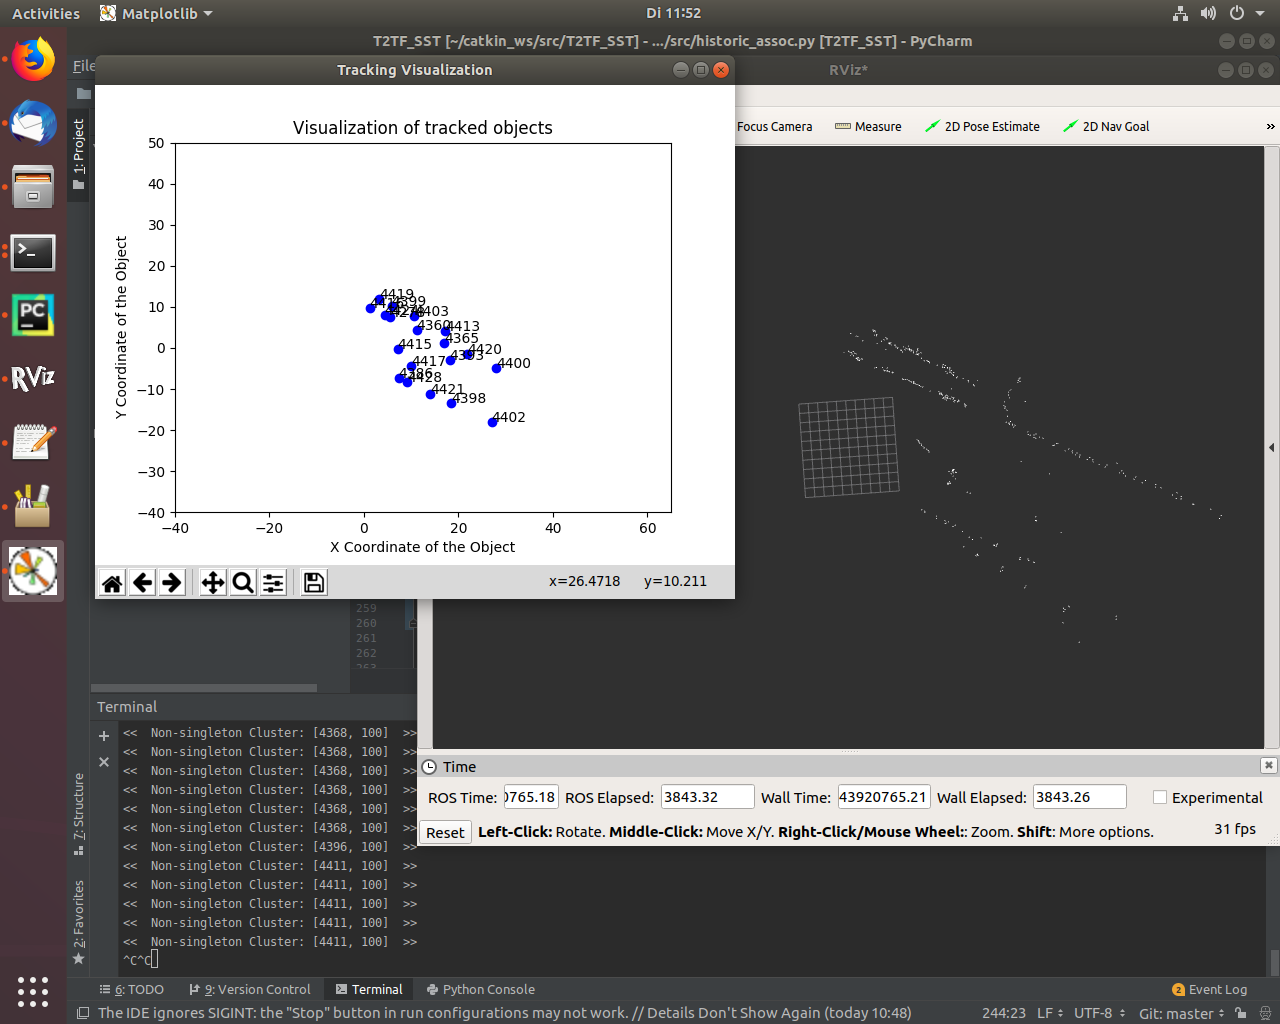 Activities
Matplotlib
Di 11:52
T2TF_SST [~/catkin_ws/src/T2TF_SST] - .../src/historic_assoc.py [T2TF_SST] - PyCharm
File
Tracking Visualization
RViz*
Focus Camera
Measure
2D Pose Estimate
2D Nav Goal
»
1: Project
Visualization of tracked objects
50
40
30
20
10
0
−10
−20
−30
−40
Y Coordinate of the Object
4419
4399
4403
4360
4413
4365
4415
4420
4417
4400
4428
4421
4398
4402
−40
−20
0
20
40
60
X Coordinate of the Object
x=26.4718 y=10.211
PC
RViz
259
260
261
262
263
Terminal
<< Non-singleton Cluster: [4368, 100] >>
<< Non-singleton Cluster: [4368, 100] >>
<< Non-singleton Cluster: [4368, 100] >>
<< Non-singleton Cluster: [4368, 100] >>
<< Non-singleton Cluster: [4368, 100] >>
<< Non-singleton Cluster: [4368, 100] >>
<< Non-singleton Cluster: [4396, 100] >>
<< Non-singleton Cluster: [4411, 100] >>
<< Non-singleton Cluster: [4411, 100] >>
<< Non-singleton Cluster: [4411, 100] >>
<< Non-singleton Cluster: [4411, 100] >>
<< Non-singleton Cluster: [4411, 100] >>
^C^C
7: Structure
2: Favorites
Time
ROS Time: 0765.18 ROS Elapsed: 3843.32 Wall Time: 43920765.21 Wall Elapsed: 3843.26 Experimental
Reset Left-Click: Rotate. Middle-Click: Move X/Y. Right-Click/Mouse Wheel:: Zoom. Shift: More options. 31 fps
6: TODO
9: Version Control
Terminal
Python Console
2 Event Log
The IDE ignores SIGINT: the "Stop" button in run configurations may not work. // Details Don't Show Again (today 10:48)
244:23 LF UTF-8 Git: master